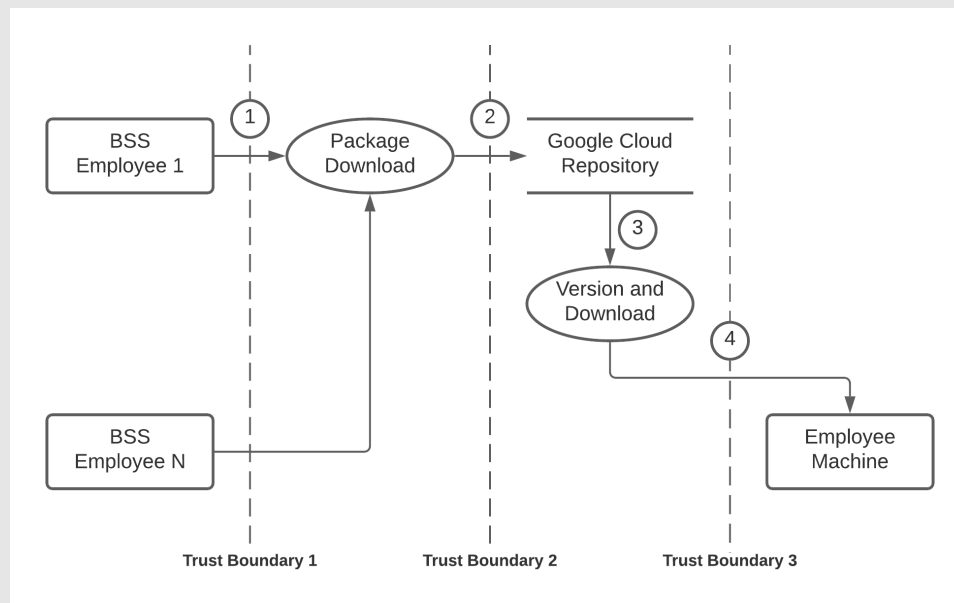 1
2
BSS
Employee 1
Package
Download
Google Cloud
Repository
3
Version and
Download
4
BSS
Employee N
Employee
Machine
Trust Boundary 1
Trust Boundary 2
Trust Boundary 3